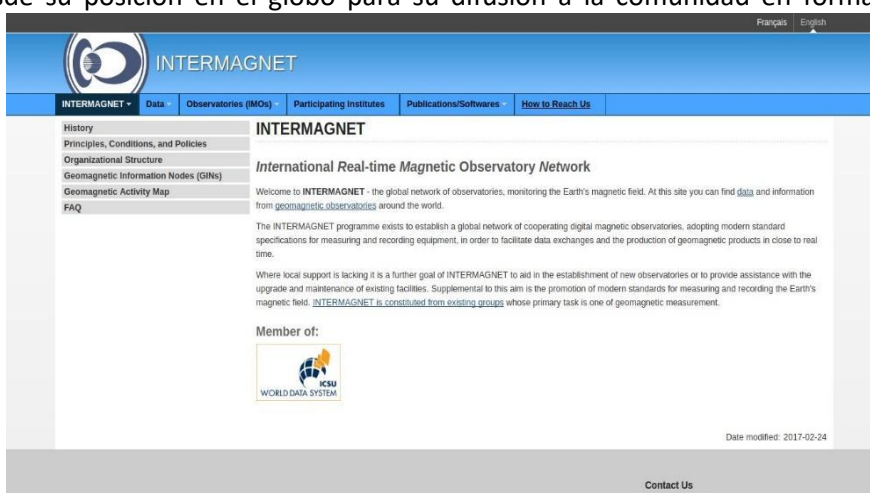 sde su posición en el globo para su difusión a la comunidad en forma
Français English
INTERMAGNET
INTERMAGNET Data Observatories (IMOs) Participating Institutes Publications/Softwares How to Reach Us
History
Principles, Conditions, and Policies
Organizational Structure
Geomagnetic Information Nodes (GINs)
Geomagnetic Activity Map
FAQ
INTERMAGNET
International Real-time Magnetic Observatory Network
Welcome to INTERMAGNET - the global network of observatories, monitoring the Earth's magnetic field. At this site you can find data and information
from geomagnetic observatories around the world.
The INTERMAGNET programme exists to establish a global network of cooperating digital magnetic observatories, adopting modern standard
specifications for measuring and recording equipment, in order to facilitate data exchanges and the production of geomagnetic products in close to real
time.
Where local support is lacking it is a further goal of INTERMAGNET to aid in the establishment of new observatories or to provide assistance with the
upgrade and maintenance of existing facilities. Supplemental to this aim is the promotion of modern standards for measuring and recording the Earth's
magnetic field. INTERMAGNET is constituted from existing groups whose primary task is one of geomagnetic measurement.
Member of:
ICSU
WORLD DATA SYSTEM
Date modified: 2017-02-24
Contact Us